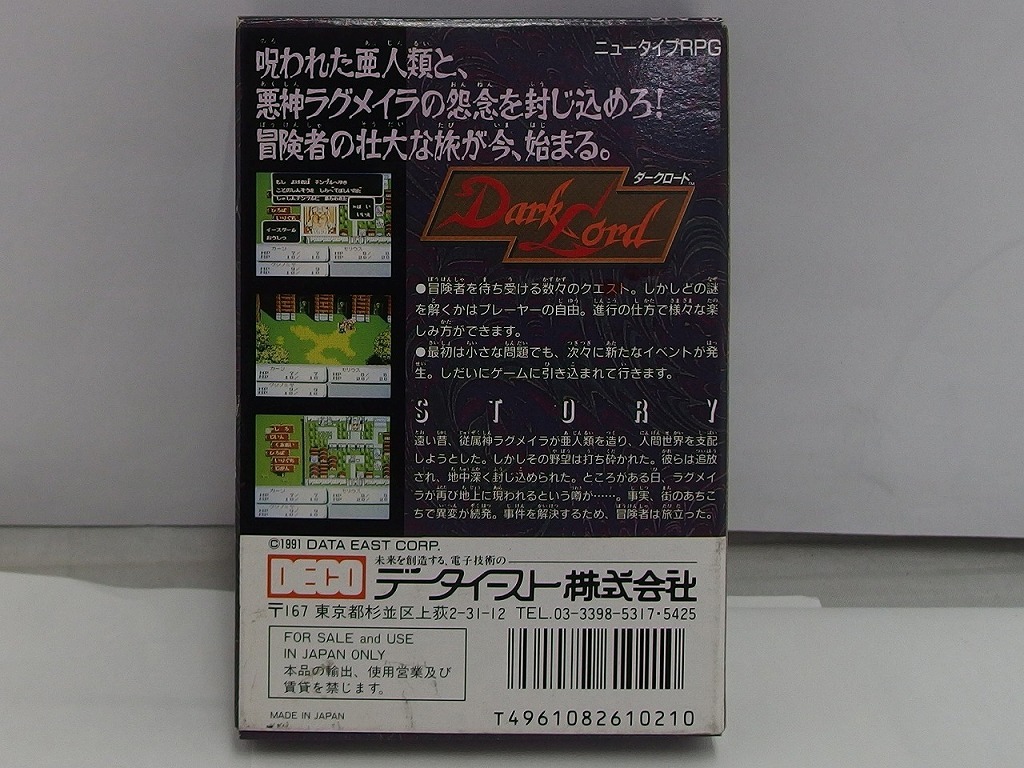 ニュータイプRPG
呪われた亜人類と、
悪神ラグメイラの怨念を封じ込めろ!
冒険者の壮大な旅が今、始まる。
ダークロード™
Dark Lord
●冒険者を待ち受ける数々のクエスト。しかしどの謎
を解くかはプレーヤーの自由。進行の仕方で様々な楽
しみ方ができます。
●最初は小さな問題でも、次々に新たなイベントが発
生。しだいにゲームに引き込まれて行きます。
STORY
遠い昔、従属神ラグメイラが亜人類を造り、人間世界を支配
しようとした。しかしその野望は打ち砕かれた。彼らは追放
され、地中深く封じ込められた。ところがある日、ラグメイ
ラが再び地上に現われるという噂が……。事実、街のあちこ
ちで異変が続発。事件を解決するため、冒険者は旅立った。
©1991 DATA EAST CORP.
DECO
未来を創造する、電子技術の
データイースト株式会社
〒167 東京都杉並区上荻2-31-12 TEL.03-3398-5317・5425
FOR SALE and USE
IN JAPAN ONLY
本品の輸出、使用営業及び
賃貸を禁じます。
MADE IN JAPAN
T4961082610210